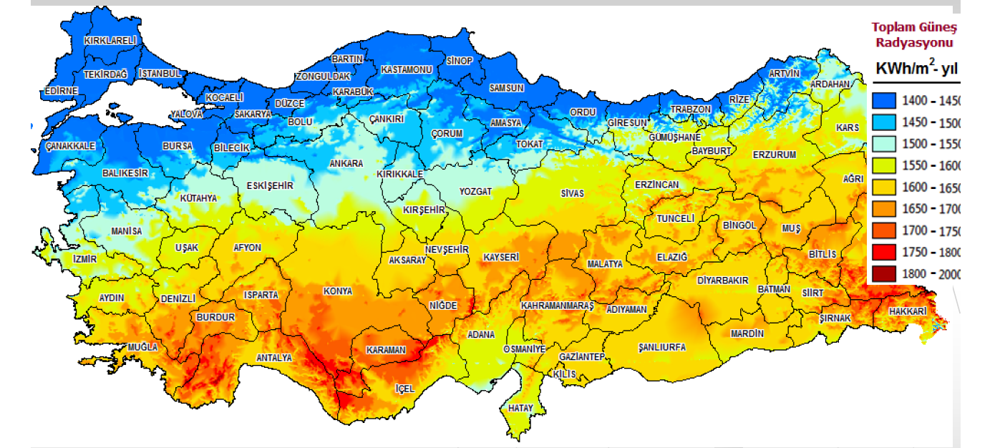 Toplam Güneş
Radyasyonu
KWh/m2- yıl
1400 - 1450
1450 - 1500
1500 - 1550
1550 - 1600
1600 - 1650
1650 - 1700
1700 - 1750
1750 - 1800
1800 - 2000
KIRKLARELİ
TEKİRDAĞ
İSTANBUL
EDİRNE
KOCAELİ
YALOVA
SAKARYA
DÜZCE
BOLU
ZONGULDAK
BARTIN
KARABÜK
KASTAMONU
SİNOP
SAMSUN
ÇANKIRI
ÇORUM
AMASYA
TOKAT
ORDU
GİRESUN
TRABZON
RİZE
ARTVİN
ARDAHAN
KARS
GÜMÜŞHANE
BAYBURT
ERZURUM
AĞRI
ÇANAKKALE
BURSA
BİLECİK
BALIKESİR
KÜTAHYA
ESKİŞEHİR
ANKARA
KIRIKKALE
YOZGAT
KIRŞEHİR
SİVAS
ERZİNCAN
TUNCELİ
BİNGÖL
MUŞ
BİTLİS
MANİSA
İZMİR
UŞAK
AFYON
AKSARAY
NEVŞEHİR
KAYSERİ
MALATYA
ELAZIĞ
DİYARBAKIR
BATMAN
SİİRT
ŞIRNAK
HAKKARİ
AYDIN
DENİZLİ
ISPARTA
BURDUR
KONYA
NİĞDE
KAHRAMANMARAŞ
ADIYAMAN
MARDİN
MUĞLA
ANTALYA
KARAMAN
ADANA
OSMANİYE
GAZİANTEP
ŞANLIURFA
KİLİS
İÇEL
HATAY